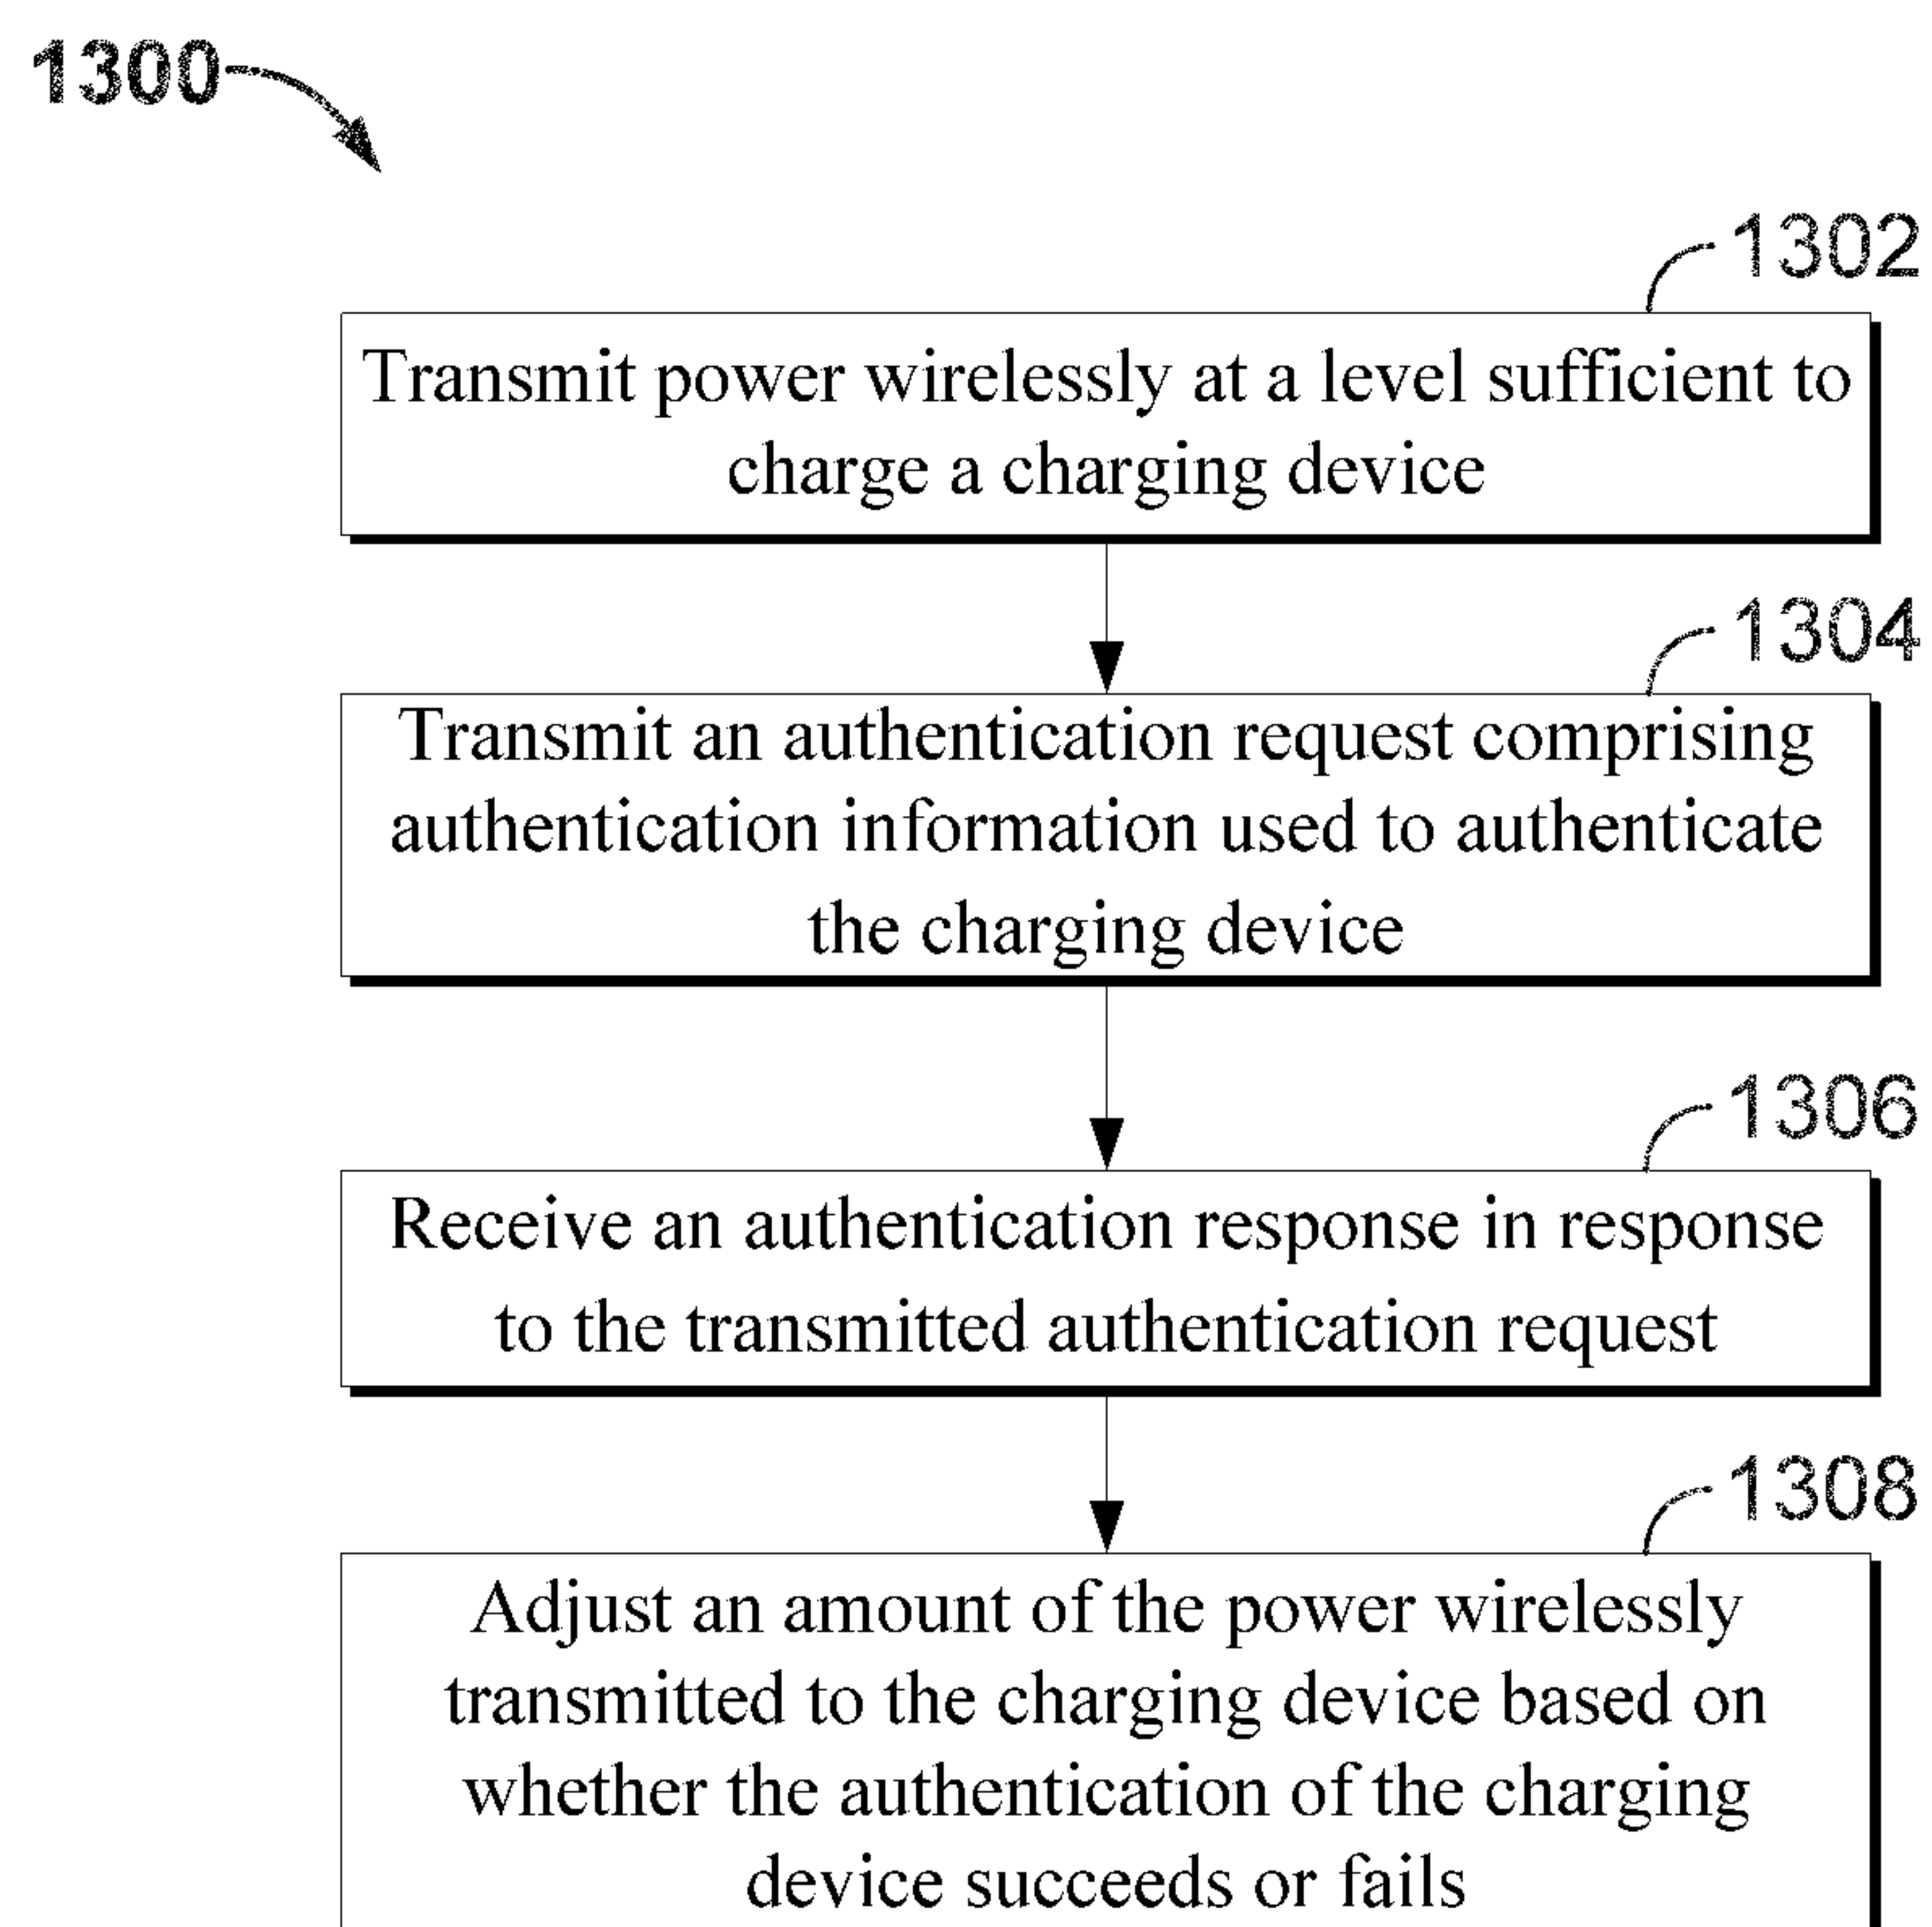 1300
1302
Transmit power wirelessly at a level sufficient to
charge a charging device
1304
Transmit an authentication request comprising
authentication information used to authenticate
the charging device
1306
Receive an authentication response in response
to the transmitted authentication request
1308
Adjust an amount of the power wirelessly
transmitted to the charging device based on
whether the authentication of the charging
device succeeds or fails